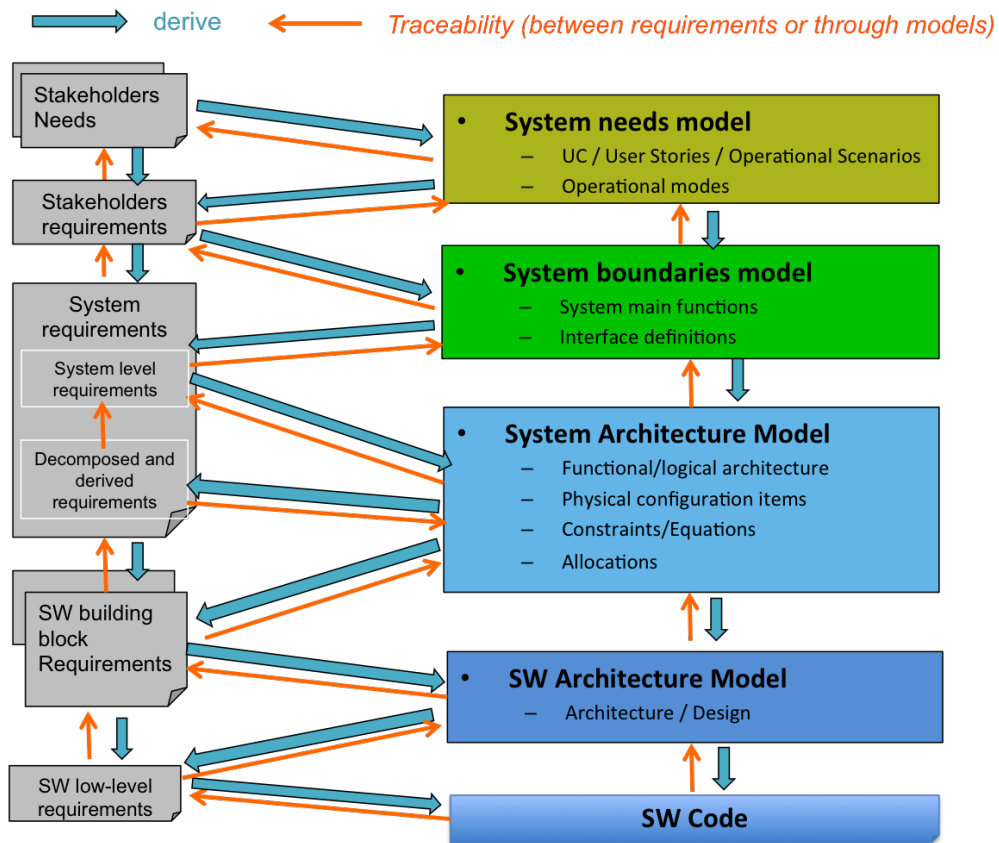 derive
Traceability (between requirements or through models)
Stakeholders
Needs
Stakeholders
requirements
System
requirements
System level
requirements
Decomposed and
derived
requirements
SW building
block
Requirements
SW low-level
requirements
• System needs model
– UC / User Stories / Operational Scenarios
– Operational modes
• System boundaries model
– System main functions
– Interface definitions
• System Architecture Model
– Functional/logical architecture
– Physical configuration items
– Constraints/Equations
– Allocations
• SW Architecture Model
– Architecture / Design
SW Code